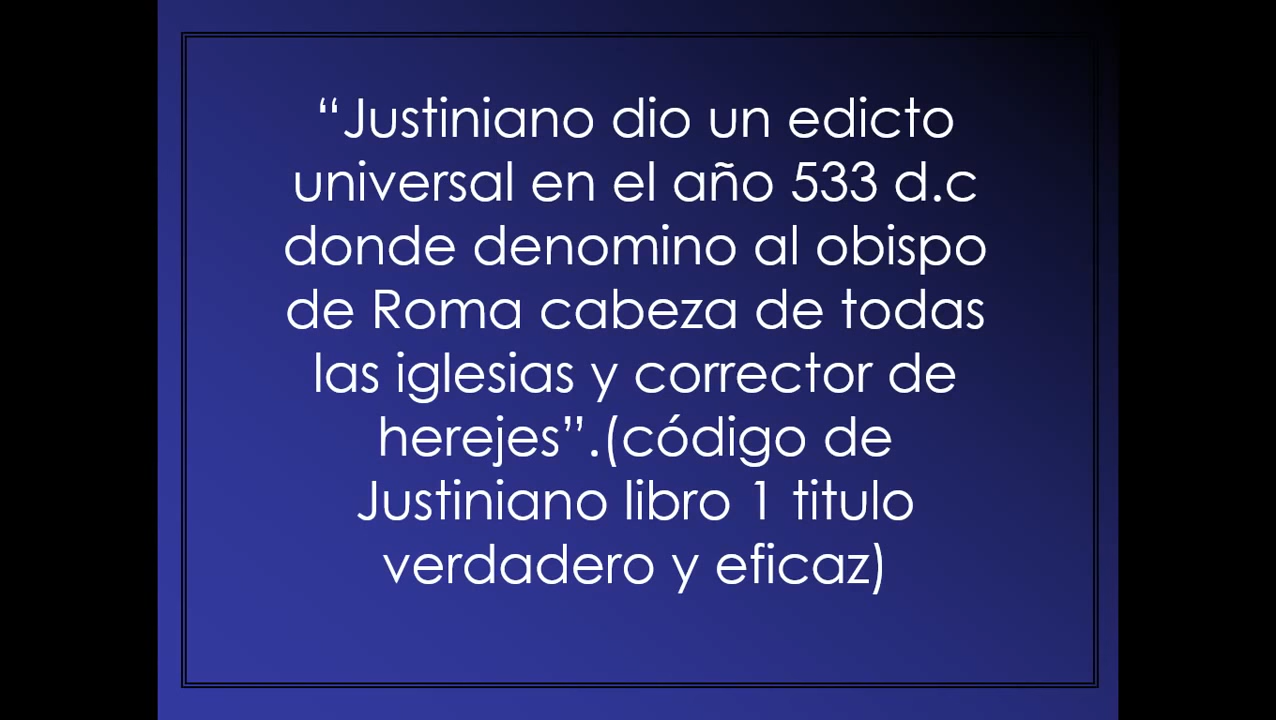 “Justiniano dio un edicto
universal en el año 533 d.c
donde denomino al obispo
de Roma cabeza de todas
las iglesias y corrector de
herejes”.(código de
Justiniano libro 1 titulo
verdadero y eficaz)